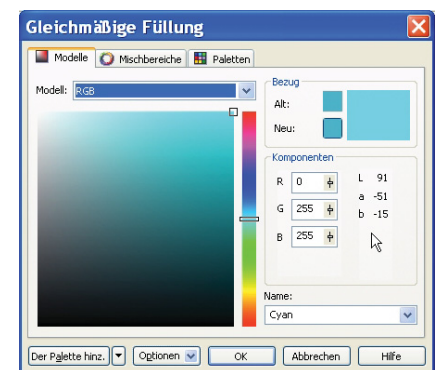 Gleichmäßige Füllung
Modelle Mischbereiche Paletten
Modell: RGB
Bezug
Alt:
Neu:
Komponenten
R 0 L 91
G 255 a -51
B 255 b -15
Name:
Cyan
Der Palette hinz. Optionen OK Abbrechen Hilfe